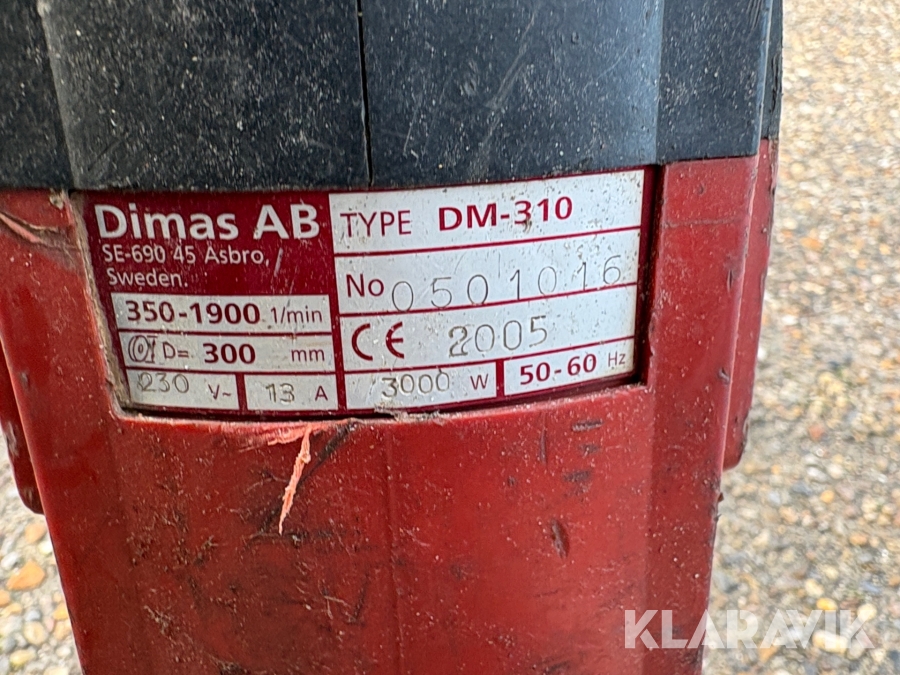 Dimas AB
SE-690 45 Åsbro,
Sweden.
350-1900 1/min
D= 300 mm
230 V~ 13 A
TYPE DM-310
No 0501016
CE 2005
3000 W 50-60 Hz
KLARAVIK